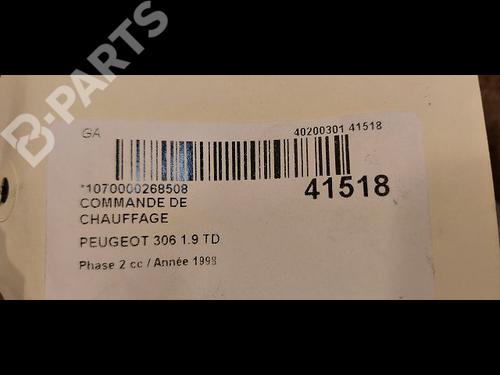 B-PARTS
GA
40200301 41518
*1070000268508
41518
COMMANDE DE
CHAUFFAGE
PEUGEOT 306 1.9 TD
Phase 2 cc / Année 1998